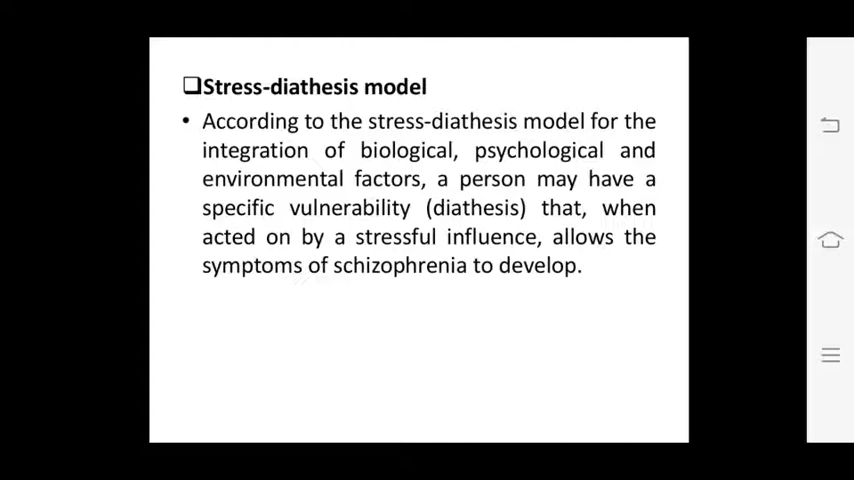 ❑Stress-diathesis model
• According to the stress-diathesis model for the
integration of biological, psychological and
environmental factors, a person may have a
specific vulnerability (diathesis) that, when
acted on by a stressful influence, allows the
symptoms of schizophrenia to develop.